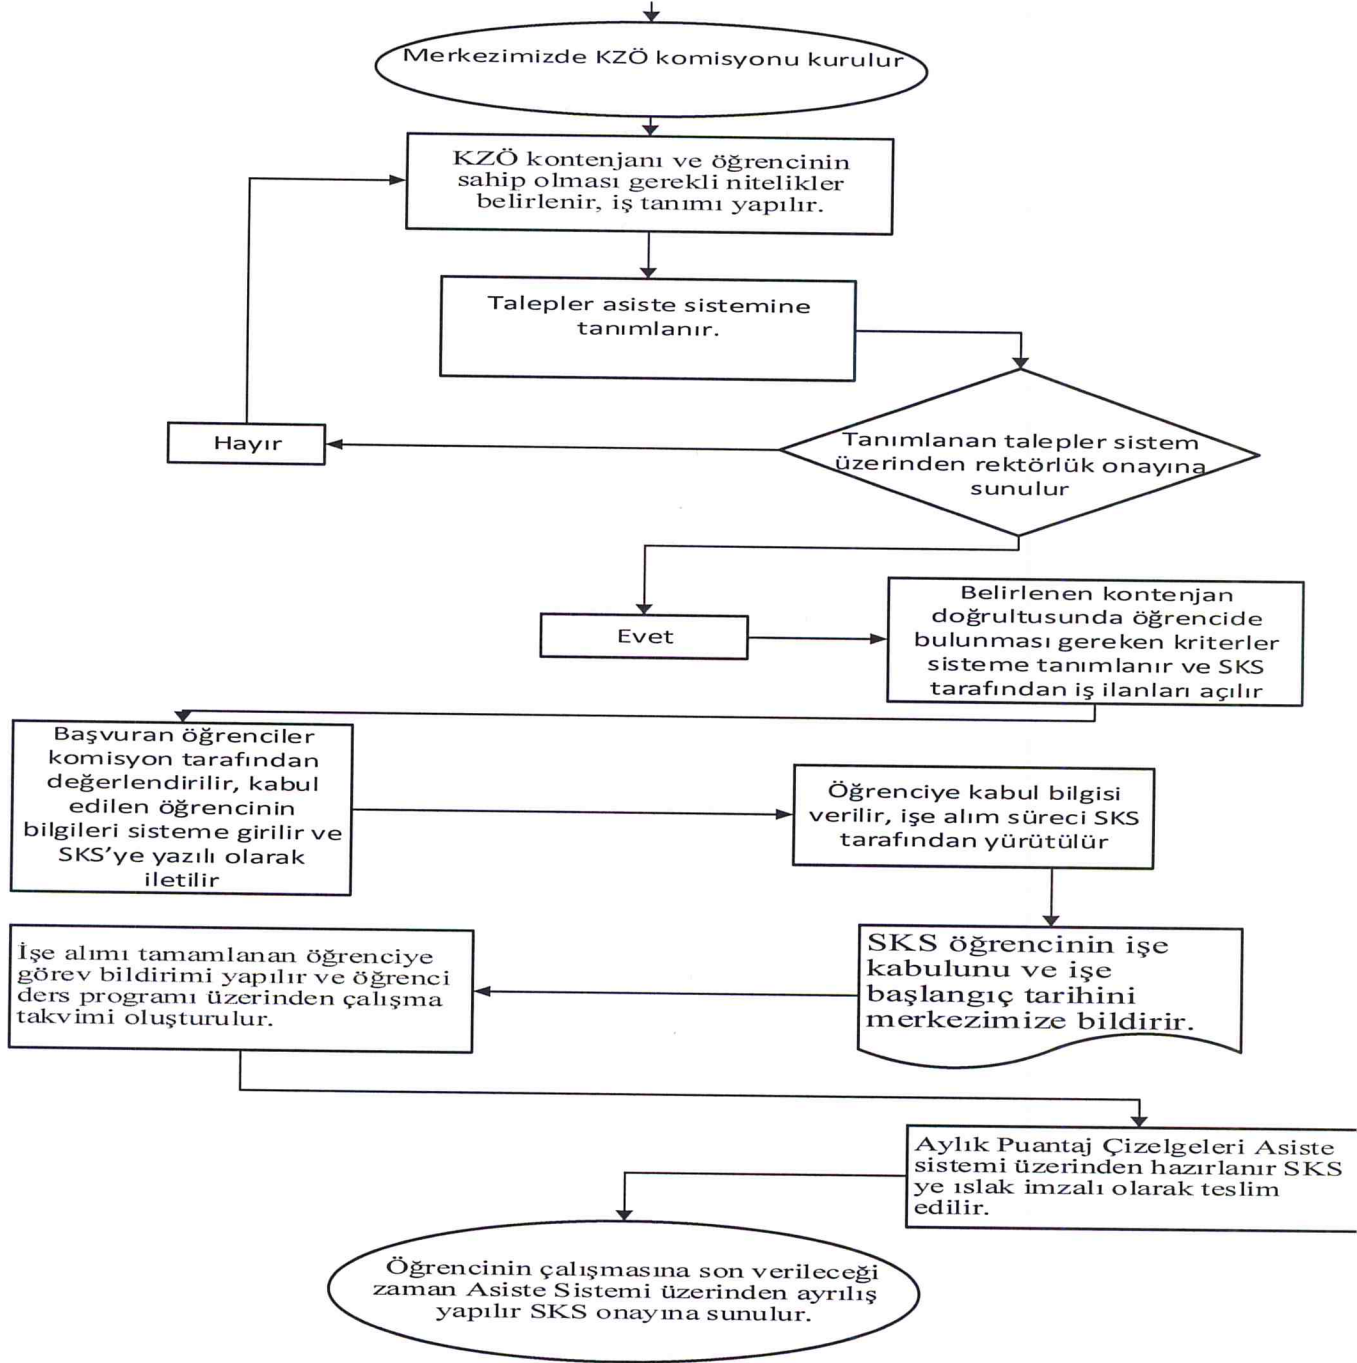 Merkezimizde KZÖ komisyonu kurulur
KZÖ kontenjanı ve öğrencinin
sahip olması gerekli nitelikler
belirlenir, iş tanımı yapılır.
Talepler asiste sistemine
tanımlanır.
Hayır
Tanımlanan talepler sistem
üzerinden rektörlük onayına
sunulur
Evet
Belirlenen kontenjan
doğrultusunda öğrencide
bulunması gereken kriterler
sisteme tanımlanır ve SKS
tarafından iş ilanları açılır
Başvuran öğrenciler
komisyon tarafından
değerlendirilir, kabul
edilen öğrencinin
bilgileri sisteme girilir ve
SKS’ye yazılı olarak
iletilir
Öğrenciye kabul bilgisi
verilir, işe alım süreci SKS
tarafından yürütülür
SKS öğrencinin işe
kabulunu ve işe
başlangıç tarihini
merkezimize bildirir.
İşe alımı tamamlanan öğrenciye
görev bildirimi yapılır ve öğrenci
ders programı üzerinden çalışma
takvimi oluşturulur.
Aylık Puantaj Çizelgeleri Asiste
sistemi üzerinden hazırlanır SKS
ye ıslak imzalı olarak teslim
edilir.
Öğrencinin çalışmasına son verileceği
zaman Asiste Sistemi üzerinden ayrılış
yapılır SKS onayına sunulur.